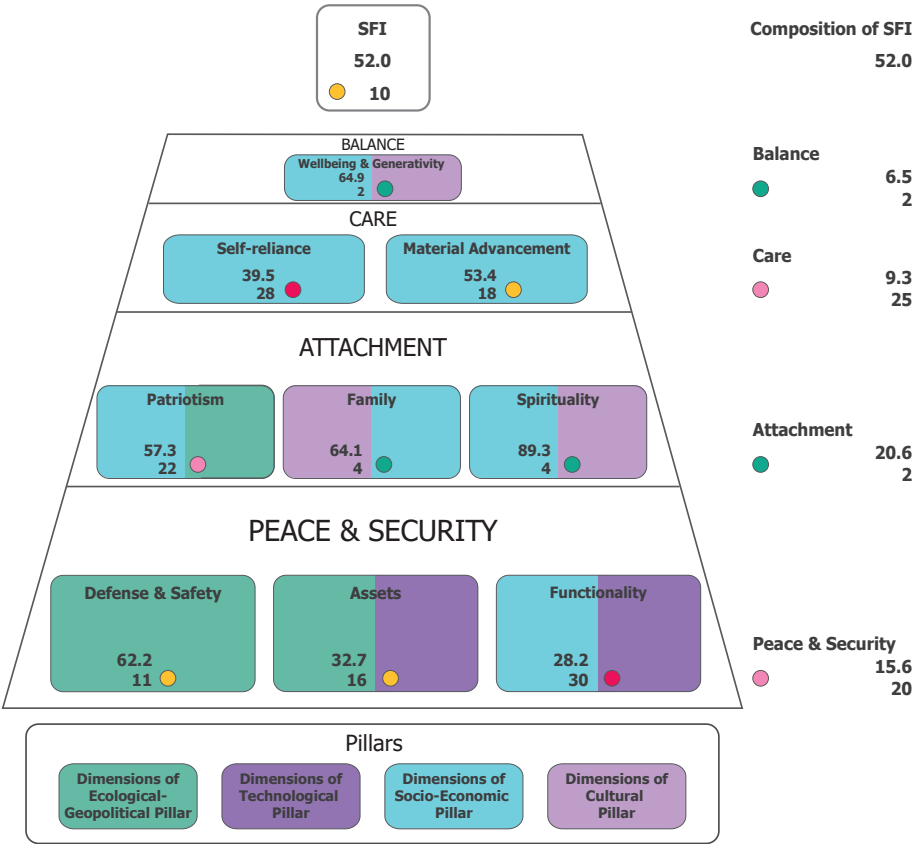 SFI
52.0
10
Composition of SFI
52.0
BALANCE
Wellbeing & Generativity
64.9
2
Balance
6.5
2
CARE
Self-reliance
39.5
28
Material Advancement
53.4
18
Care
9.3
25
ATTACHMENT
Patriotism
57.3
22
Family
64.1
4
Spirituality
89.3
4
Attachment
20.6
2
PEACE & SECURITY
Defense & Safety
62.2
11
Assets
32.7
16
Functionality
28.2
30
Peace & Security
15.6
20
Pillars
Dimensions of
Ecological-
Geopolitical Pillar
Dimensions of
Technological
Pillar
Dimensions of
Socio-Economic
Pillar
Dimensions of
Cultural
Pillar